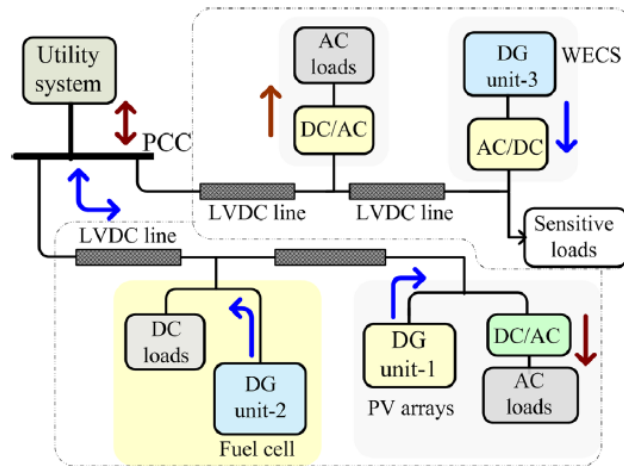 Utility
system
PCC
AC
loads
DC/AC
DG
unit-3
WECS
AC/DC
LVDC line
LVDC line
Sensitive
loads
LVDC line
DC
loads
DG
unit-2
Fuel cell
DG
unit-1
PV arrays
DC/AC
AC
loads